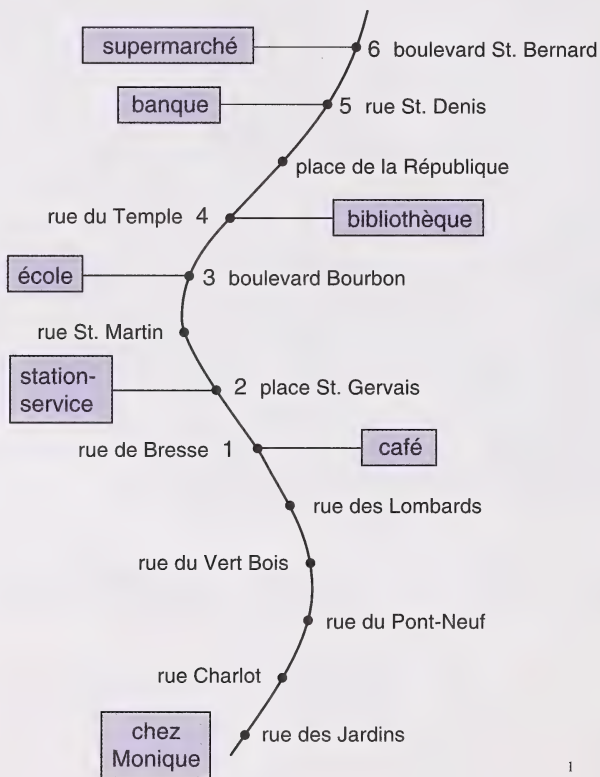 supermarché
6 boulevard St. Bernard
banque
5 rue St. Denis
place de la République
rue du Temple 4
bibliothèque
école
3 boulevard Bourbon
rue St. Martin
station-
service
2 place St. Gervais
rue de Bresse 1
café
rue des Lombards
rue du Vert Bois
rue du Pont-Neuf
rue Charlot
chez
Monique
rue des Jardins
1